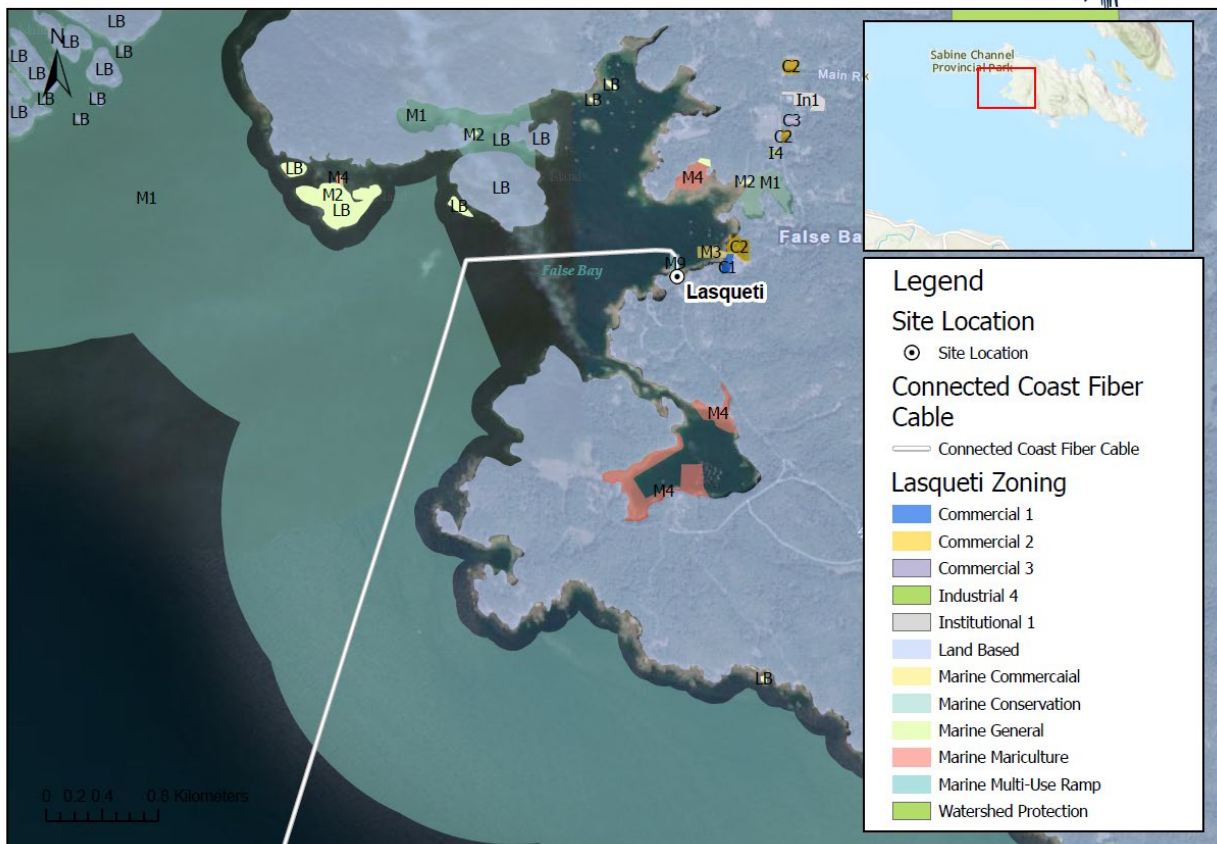 LB
LB
LB
N
LB
LB
LB
LB
LB
LB
LB
M1
M1
M2
LB
LB
LB
LB
LB
M4
M2
LB
LB
LB
C2
Main R
In1
C3
C2
I4
M4
M2 M1
False Ba
C2
M3
C1
M9
Lasqueti
False Bay
M4
M4
LB
0 0.2 0.4 0.8 Kilometers
Sabine Channel
Provincial Park
Legend
Site Location
Site Location
Connected Coast Fiber
Cable
Connected Coast Fiber Cable
Lasqueti Zoning
Commercial 1
Commercial 2
Commercial 3
Industrial 4
Institutional 1
Land Based
Marine Commercaial
Marine Conservation
Marine General
Marine Mariculture
Marine Multi-Use Ramp
Watershed Protection